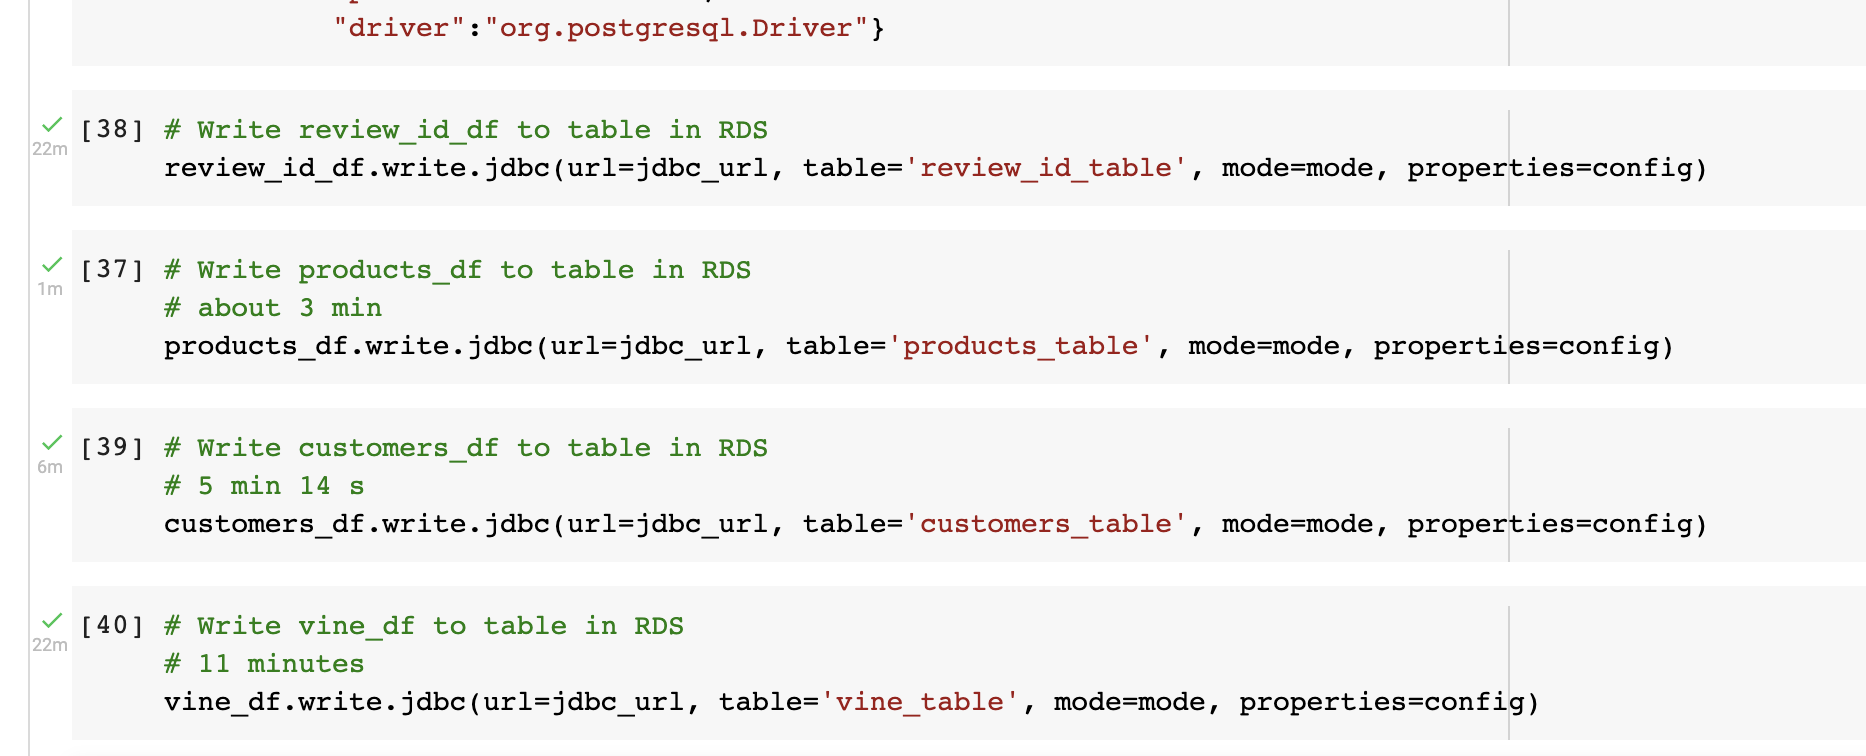 "driver":"org.postgresql.Driver"}
[38] # Write review_id_df to table in RDS
22m
review_id_df.write.jdbc(url=jdbc_url, table='review_id_table', mode=mode, properties=config)
[37] # Write products_df to table in RDS
1m
# about 3 min
products_df.write.jdbc(url=jdbc_url, table='products_table', mode=mode, properties=config)
[39] # Write customers_df to table in RDS
6m
# 5 min 14 s
customers_df.write.jdbc(url=jdbc_url, table='customers_table', mode=mode, properties=config)
[40] # Write vine_df to table in RDS
22m
# 11 minutes
vine_df.write.jdbc(url=jdbc_url, table='vine_table', mode=mode, properties=config)